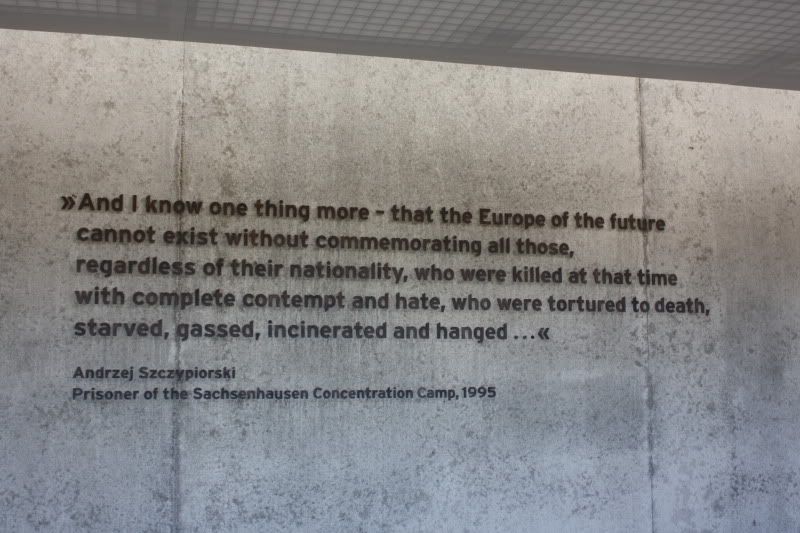 »And I know one thing more – that the Europe of the future
cannot exist without commemorating all those,
regardless of their nationality, who were killed at that time
with complete contempt and hate, who were tortured to death,
starved, gassed, incinerated and hanged ...«
Andrzej Szczypiorski
Prisoner of the Sachsenhausen Concentration Camp, 1995